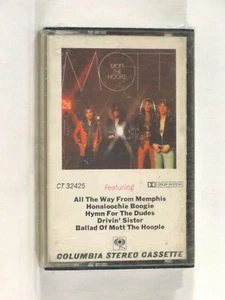 MOTT
MOTT
THE
HOOPLE
CT 32425
Featuring
All The Way From Memphis
Honaloochie Boogie
Hymn For The Dudes
Drivin' Sister
Ballad Of Mott The Hoople
COLUMBIA STEREO CASSETTE